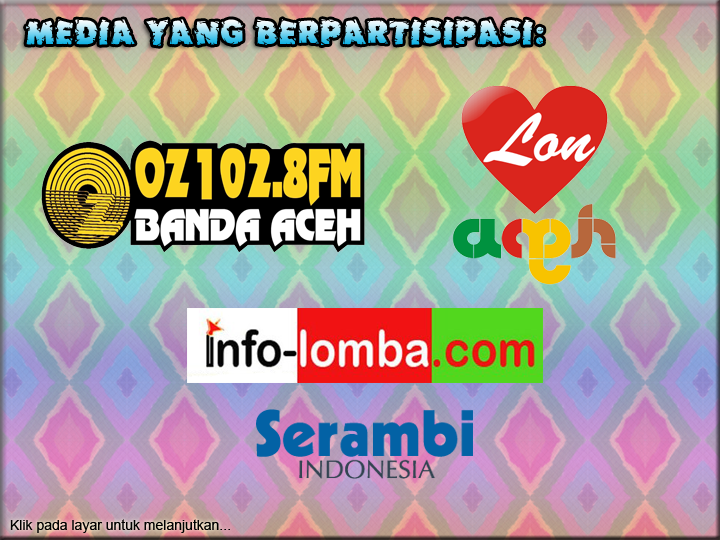 MEDIA YANG BERPARTISIPASI:
OZ 102.8FM
BANDA ACEH
Lon
aceh
info-lomba.com
Serambi
INDONESIA
Klik pada layar untuk melanjutkan...